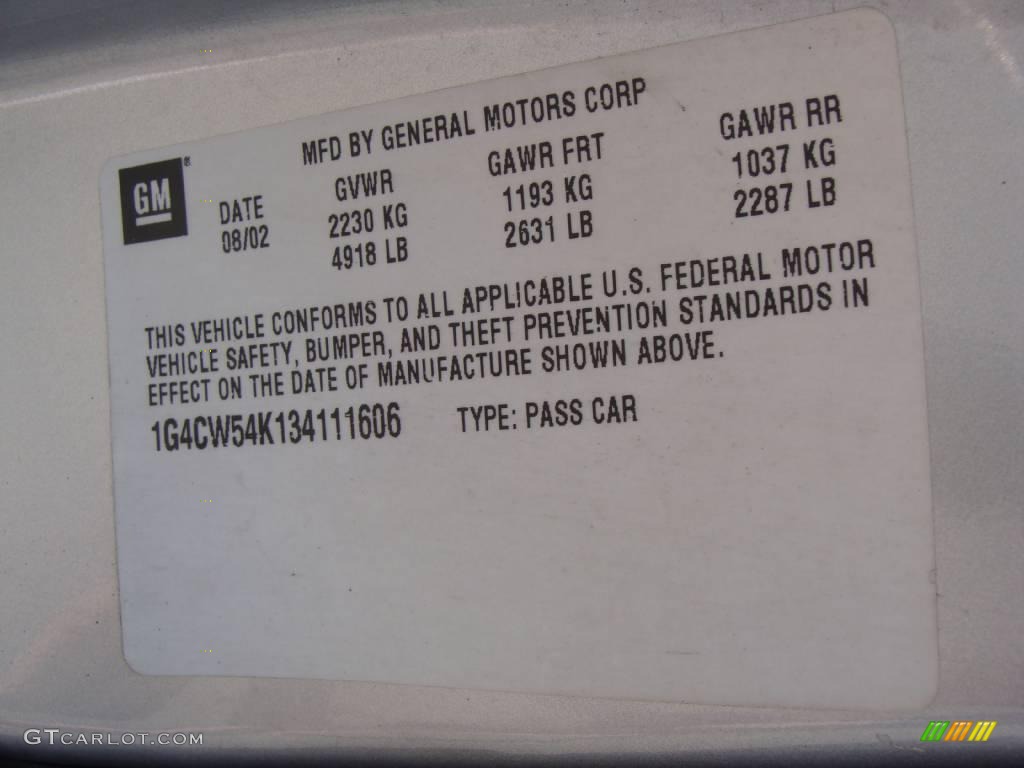 MFD BY GENERAL MOTORS CORP
GM®
DATE GVWR GAWR FRT GAWR RR
08/02 2230 KG 1193 KG 1037 KG
4918 LB 2631 LB 2287 LB
THIS VEHICLE CONFORMS TO ALL APPLICABLE U.S. FEDERAL MOTOR
VEHICLE SAFETY, BUMPER, AND THEFT PREVENTION STANDARDS IN
EFFECT ON THE DATE OF MANUFACTURE SHOWN ABOVE.
1G4CW54K134111606 TYPE: PASS CAR
GTCARLOT.COM